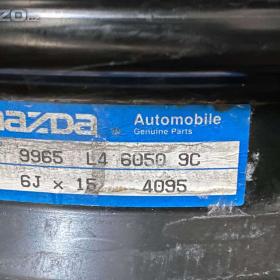 mazda Automobile
Genuine Parts
9965 L4 6050 9C
6J × 15 4095